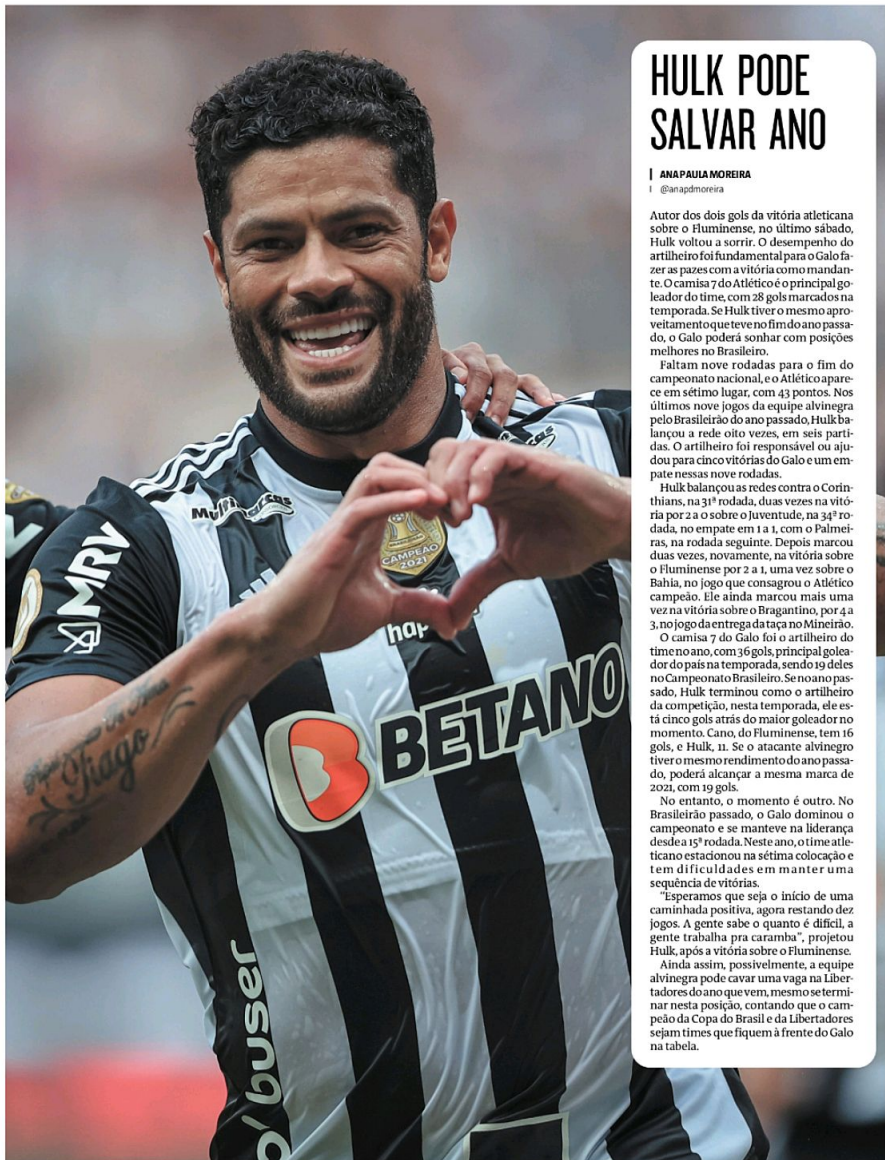 HULK PODE
SALVAR ANO
ANA PAULA MOREIRA
@anapdmoreira
Autor dos dois gols da vitória atleticana
sobre o Fluminense, no último sábado,
Hulk voltou a sorrir. O desempenho do
artilheiro foi fundamental para o Galo fa-
zer as pazes com a vitória como mandan-
te. O camisa 7 do Atlético é o principal go-
leador do time, com 28 gols marcados na
temporada. Se Hulk tiver o mesmo apro-
veitamento que teve no fim do ano passa-
do, o Galo poderá sonhar com posições
melhores no Brasileiro.
Faltam nove rodadas para o fim do
campeonato nacional, e o Atlético apare-
ce em sétimo lugar, com 43 pontos. Nos
últimos nove jogos da equipe alvinegra
pelo Brasileirão do ano passado, Hulk ba-
lançou a rede oito vezes, em seis parti-
das. O artilheiro foi responsável ou aju-
dou para cinco vitórias do Galo e um em-
pate nessas nove rodadas.
Hulk balançou as redes contra o Corin-
thians, na 31ª rodada, duas vezes na vitó-
ria por 2 a 0 sobre o Juventude, na 34ª ro-
dada, no empate em 1 a 1, com o Palmei-
ras, na rodada seguinte. Depois marcou
duas vezes, novamente, na vitória sobre
o Fluminense por 2 a 1, uma vez sobre o
Bahia, no jogo que consagrou o Atlético
campeão. Ele ainda marcou mais uma
vez na vitória sobre o Bragantino, por 4 a
3, no jogo da entrega da taça no Mineirão.
O camisa 7 do Galo foi o artilheiro do
time no ano, com 36 gols, principal golea-
dor do país na temporada, sendo 19 deles
no Campeonato Brasileiro. Se no ano pas-
sado, Hulk terminou como o artilheiro
da competição, nesta temporada, ele es-
tá cinco gols atrás do maior goleador no
momento. Cano, do Fluminense, tem 16
gols, e Hulk, 11. Se o atacante alvinegro
tiver o mesmo rendimento do ano passa-
do, poderá alcançar a mesma marca de
2021, com 19 gols.
No entanto, o momento é outro. No
Brasileirão passado, o Galo dominou o
campeonato e se manteve na liderança
desde a 15ª rodada. Neste ano, o time atle-
ticano estacionou na sétima colocação e
tem dificuldades em manter uma
sequência de vitórias.
"Esperamos que seja o início de uma
caminhada positiva, agora restando dez
jogos. A gente sabe o quanto é difícil, a
gente trabalha pra caramba", projetou
Hulk, após a vitória sobre o Fluminense.
Ainda assim, possivelmente, a equipe
alvinegra pode cavar uma vaga na Liber-
tadores do ano que vem, mesmo se termi-
nar nesta posição, contando que o cam-
peão da Copa do Brasil e da Libertadores
sejam times que fiquem à frente do Galo
na tabela.
Multimarcas
MRV
CAMPEÃO
2021
hap
BETANO
Tiago
buser